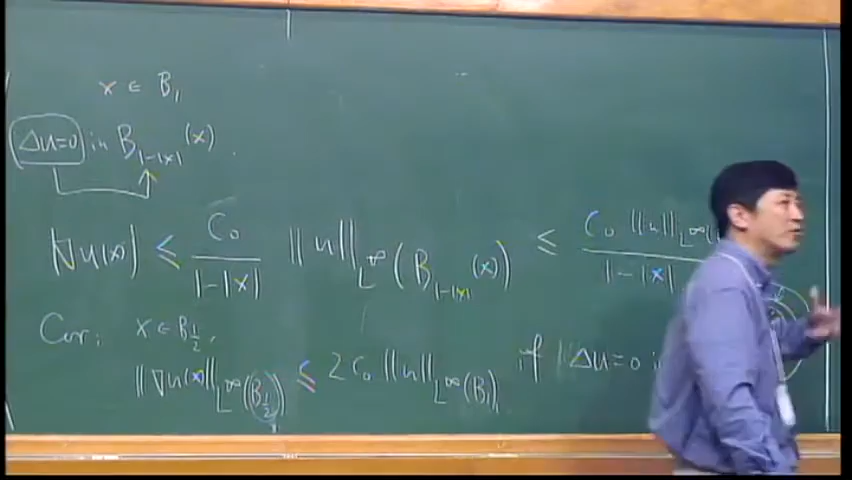 x ∈ B₁
Δu=0 in B_{1-|x|}(x)
|∇u(x)| ≤ C₀/(1-|x|) ||u||_{L^∞(B_{1-|x|}(x))} ≤ C₀ ||u||_{L^∞(}/(1-|x|)
Cor: x ∈ B_{1/2},
||∇u(x)||_{L^∞(B_{1/2})} ≤ 2C₀ ||u||_{L^∞(B₁)} if Δu=0 i